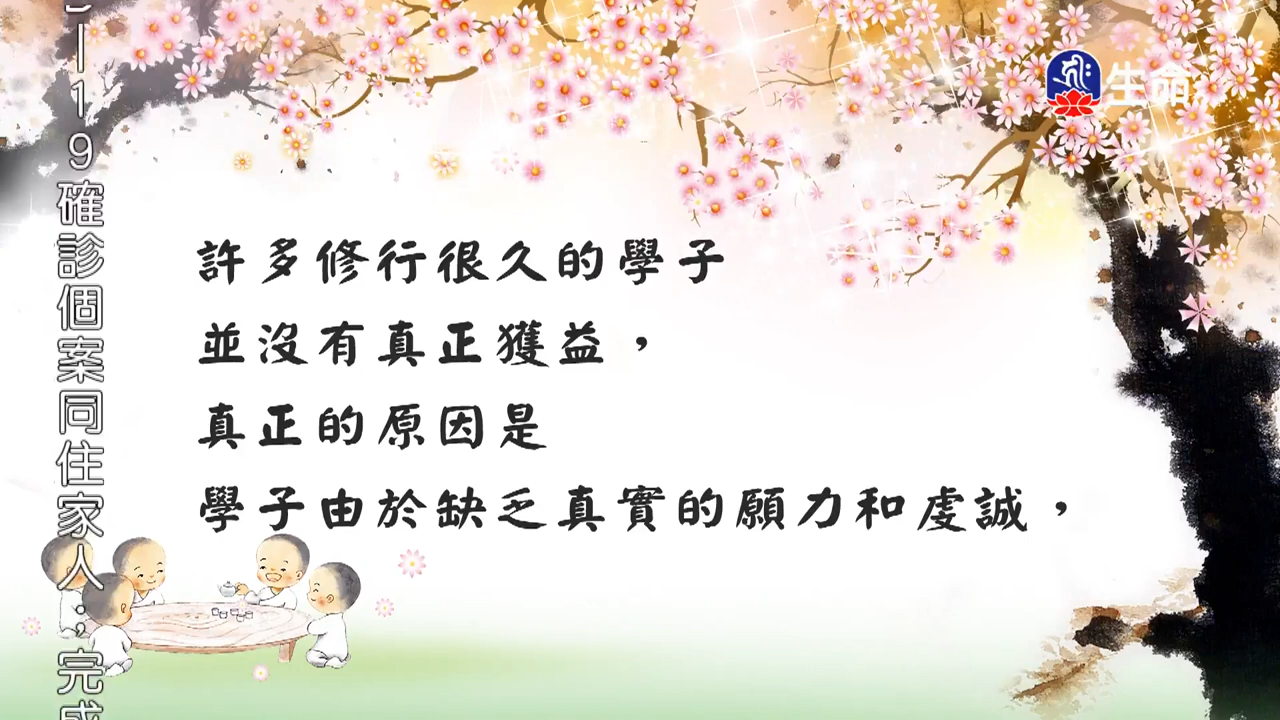 -19確診個案同住家人;完成
生命
許多修行很久的學子
並沒有真正獲益，
真正的原因是
學子由於缺乏真實的願力和虔誠，